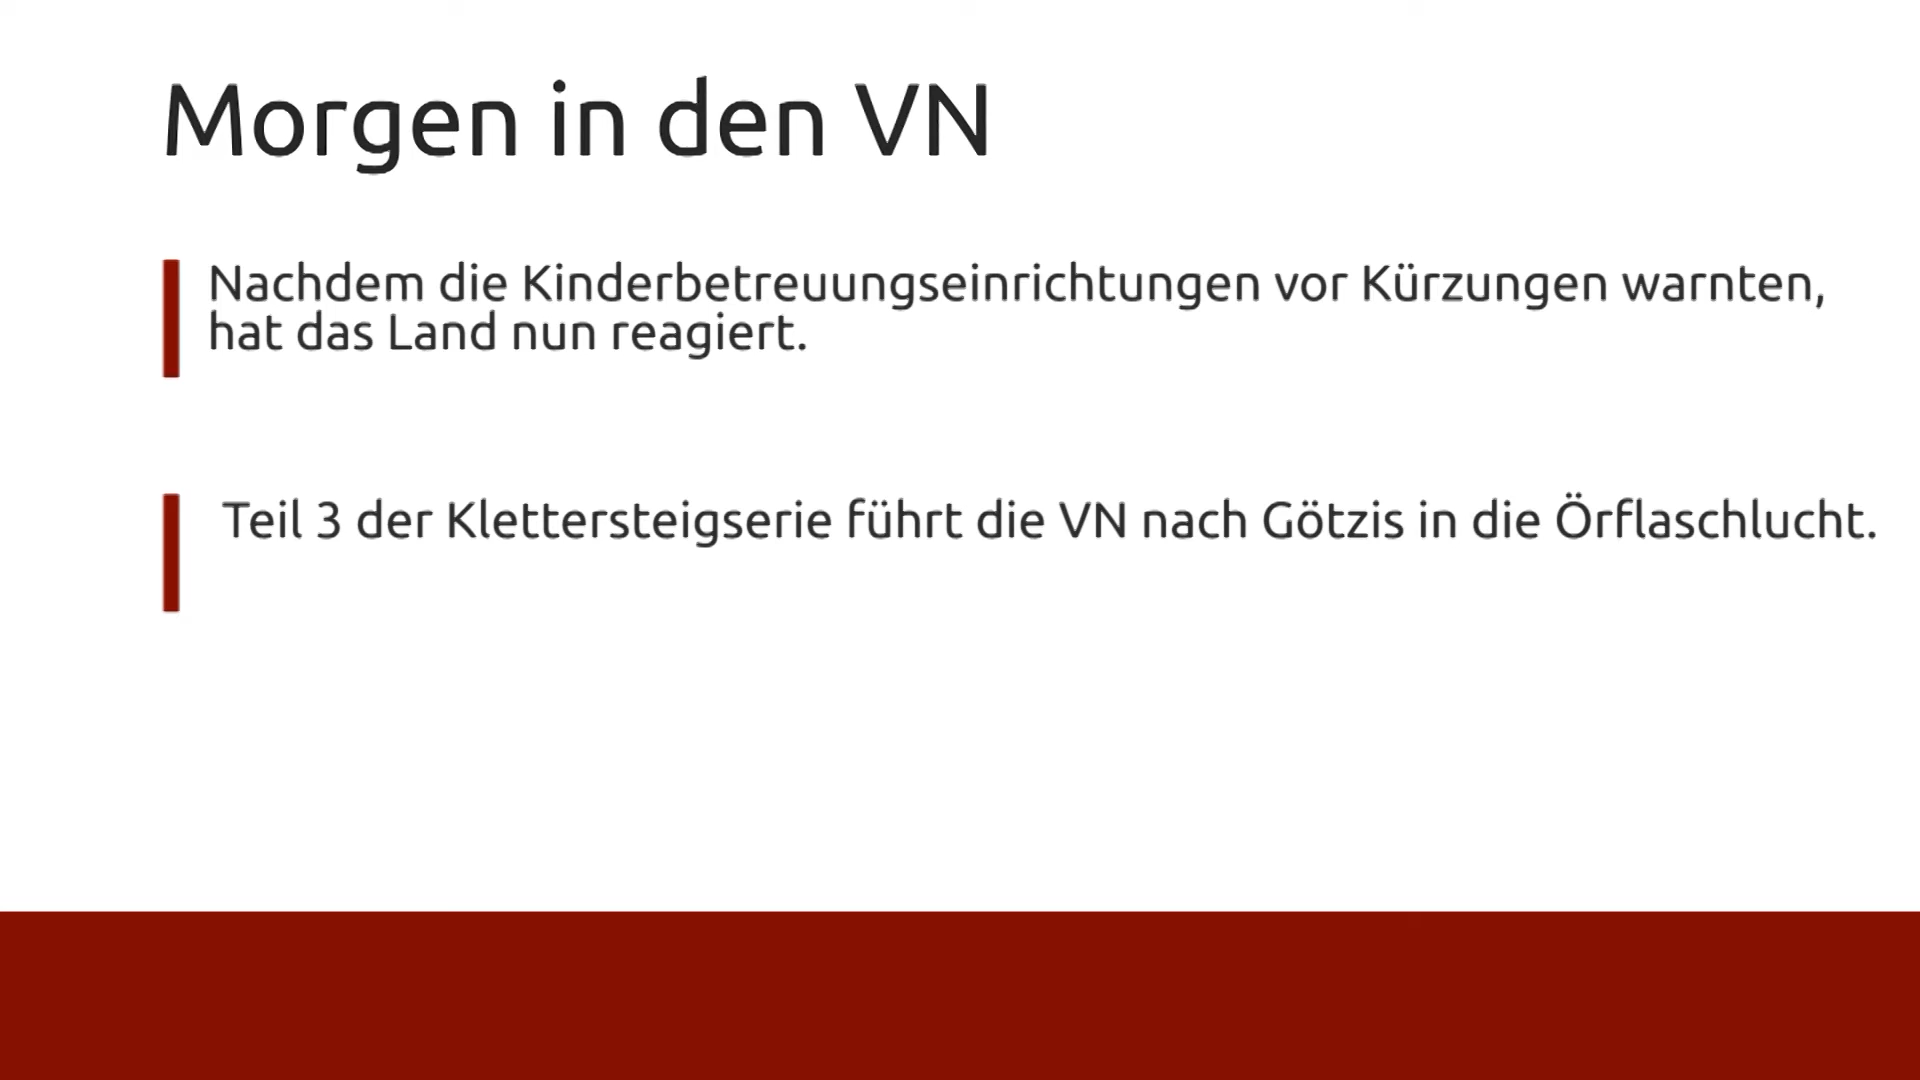 Morgen in den VN
Nachdem die Kinderbetreuungseinrichtungen vor Kürzungen warnten,
hat das Land nun reagiert.
Teil 3 der Klettersteigserie führt die VN nach Götzis in die Örflaschlucht.